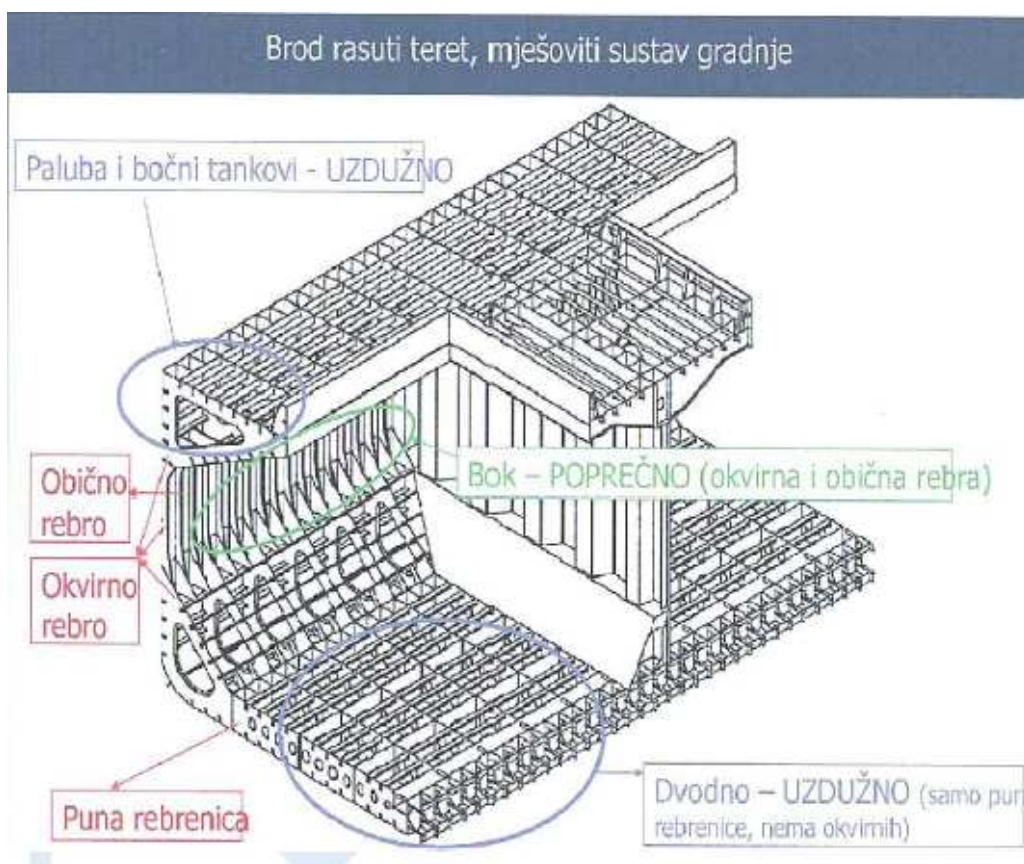 Brod rasuti teret, mješoviti sustav gradnje
Paluba i bočni tankovi - UZDUŽNO
Bok – POPREČNO (okvirna i obična rebra)
Obično
rebro
Okvirno
rebro
Puna rebrenica
Dvodno – UZDUŽNO (samo pun
rebrenice, nema okvirnih)